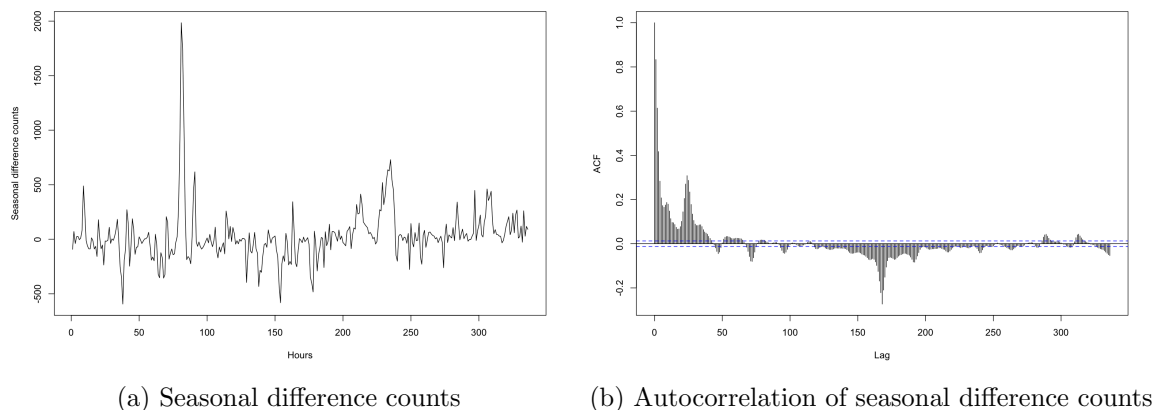 Seasonal difference counts
2000
1500
1000
500
0
-500
0 50 100 150 200 250 300
Hours
ACF
1.0
0.8
0.6
0.4
0.2
0.0
-0.2
0 50 100 150 200 250 300
Lag
(a) Seasonal difference counts
(b) Autocorrelation of seasonal difference counts